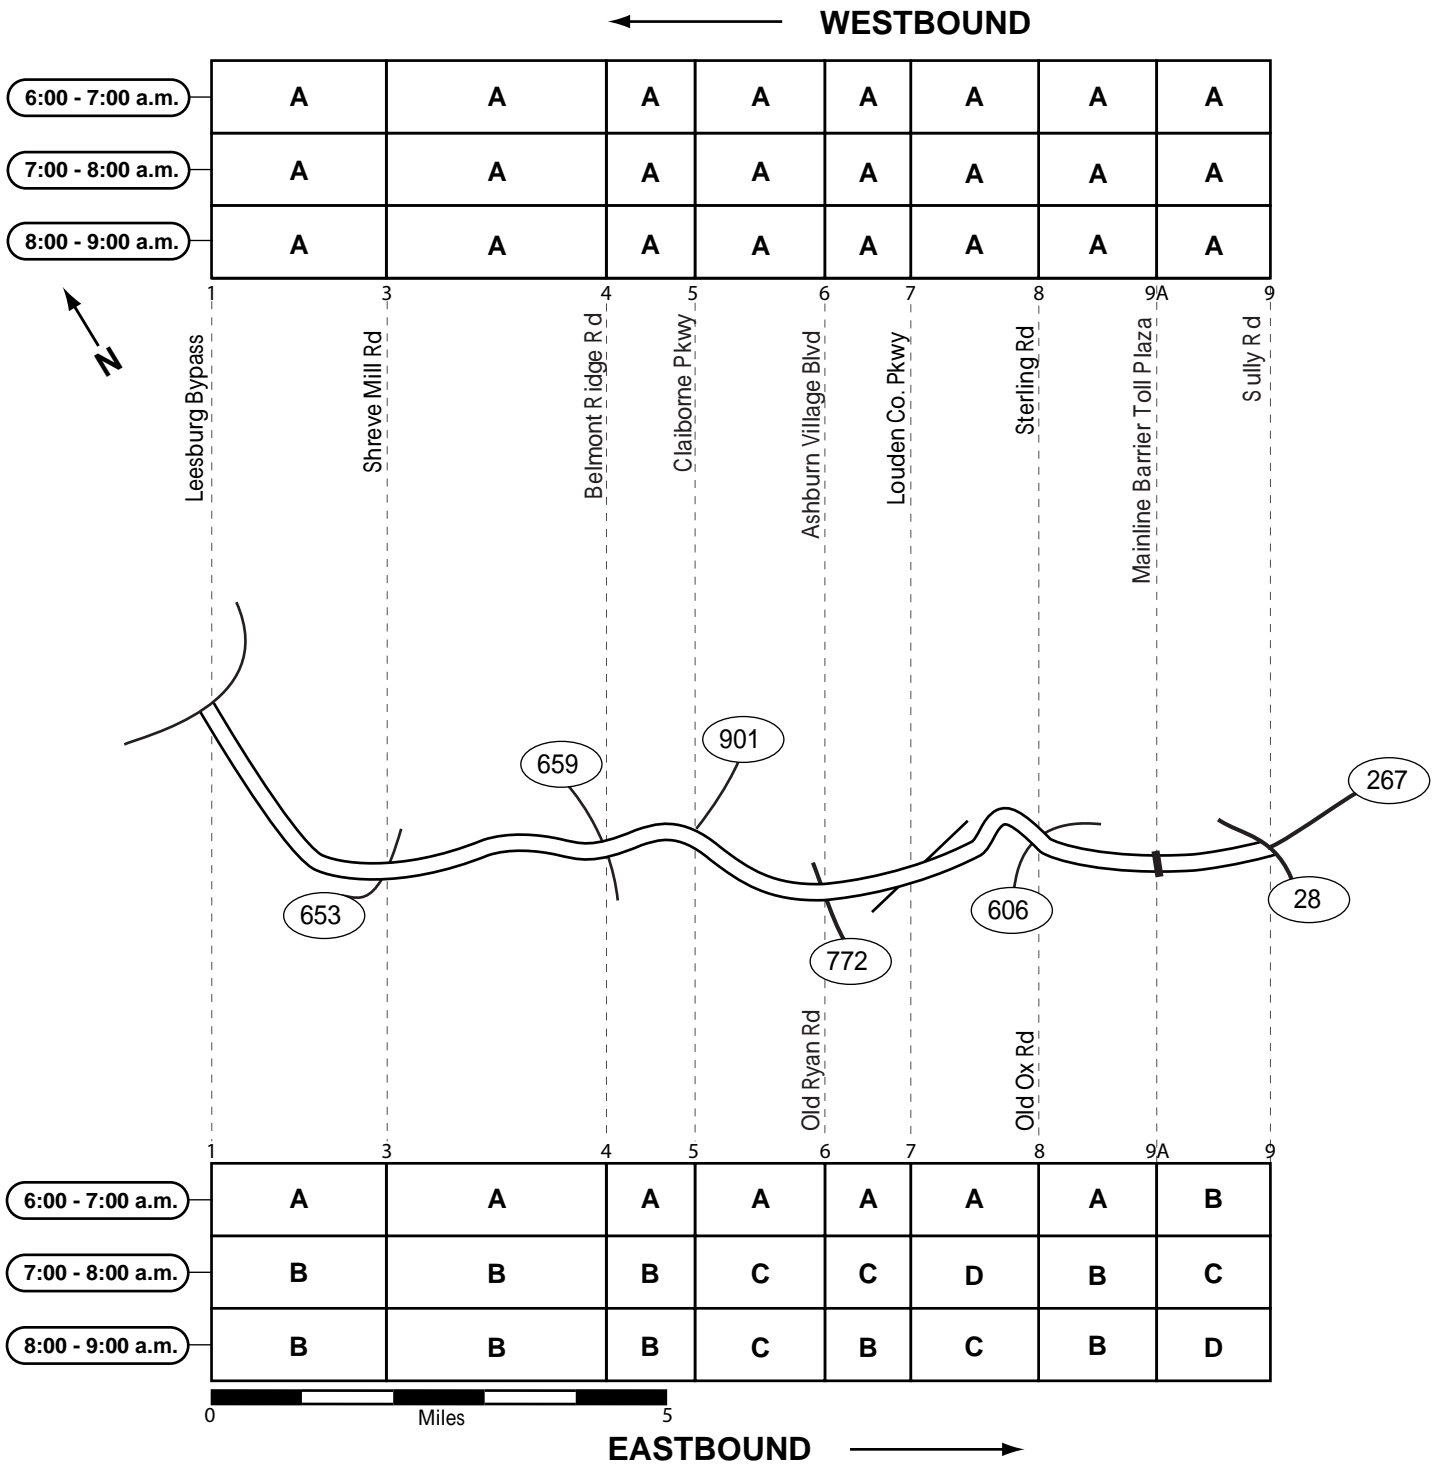 WESTBOUND
6:00 - 7:00 a.m. A A A A A A A A
7:00 - 8:00 a.m. A A A A A A A A
8:00 - 9:00 a.m. A A A A A A A A
1 3 4 5 6 7 8 9A 9
N
Leesburg Bypass
Shreve Mill Rd
Belmont Ridge Rd
Claiborne Pkwy
Ashburn Village Blvd
Louden Co. Pkwy
Sterling Rd
Mainline Barrier Toll Plaza
Sully Rd
901
659
267
653
606
28
772
Old Ryan Rd
Old Ox Rd
1 3 4 5 6 7 8 9A 9
6:00 - 7:00 a.m. A A A A A A A B
7:00 - 8:00 a.m. B B B C C D B C
8:00 - 9:00 a.m. B B B C B C B D
0 Miles 5
EASTBOUND